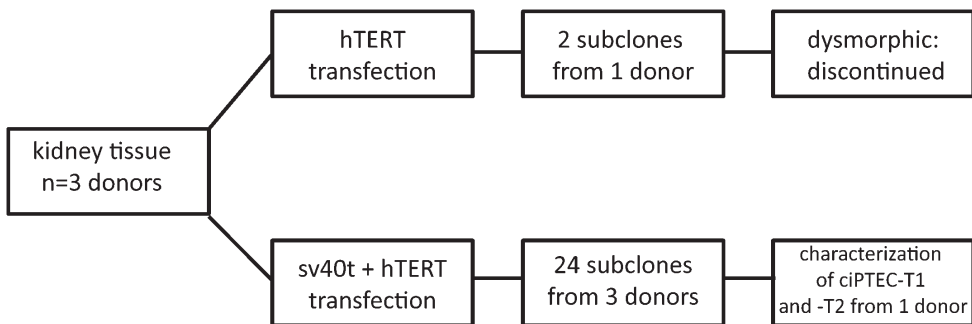 hTERT
transfection
2 subclones
from 1 donor
dysmorphic:
discontinued
kidney tissue
n=3 donors
sv40t + hTERT
transfection
24 subclones
from 3 donors
characterization
of ciPTEC-T1
and -T2 from 1 donor